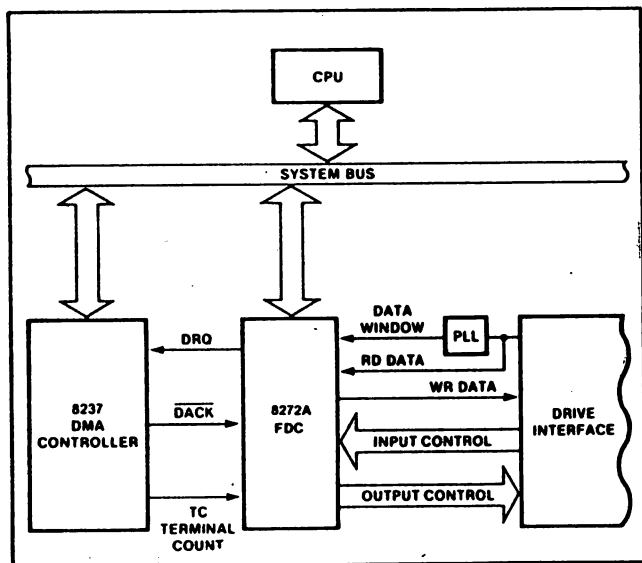 CPU
SYSTEM BUS
DATA
WINDOW
PLL
DRQ
RD DATA
WR DATA
8237
DMA
CONTROLLER
DACK
8272A
FDC
DRIVE
INTERFACE
INPUT CONTROL
OUTPUT CONTROL
TC
TERMINAL
COUNT